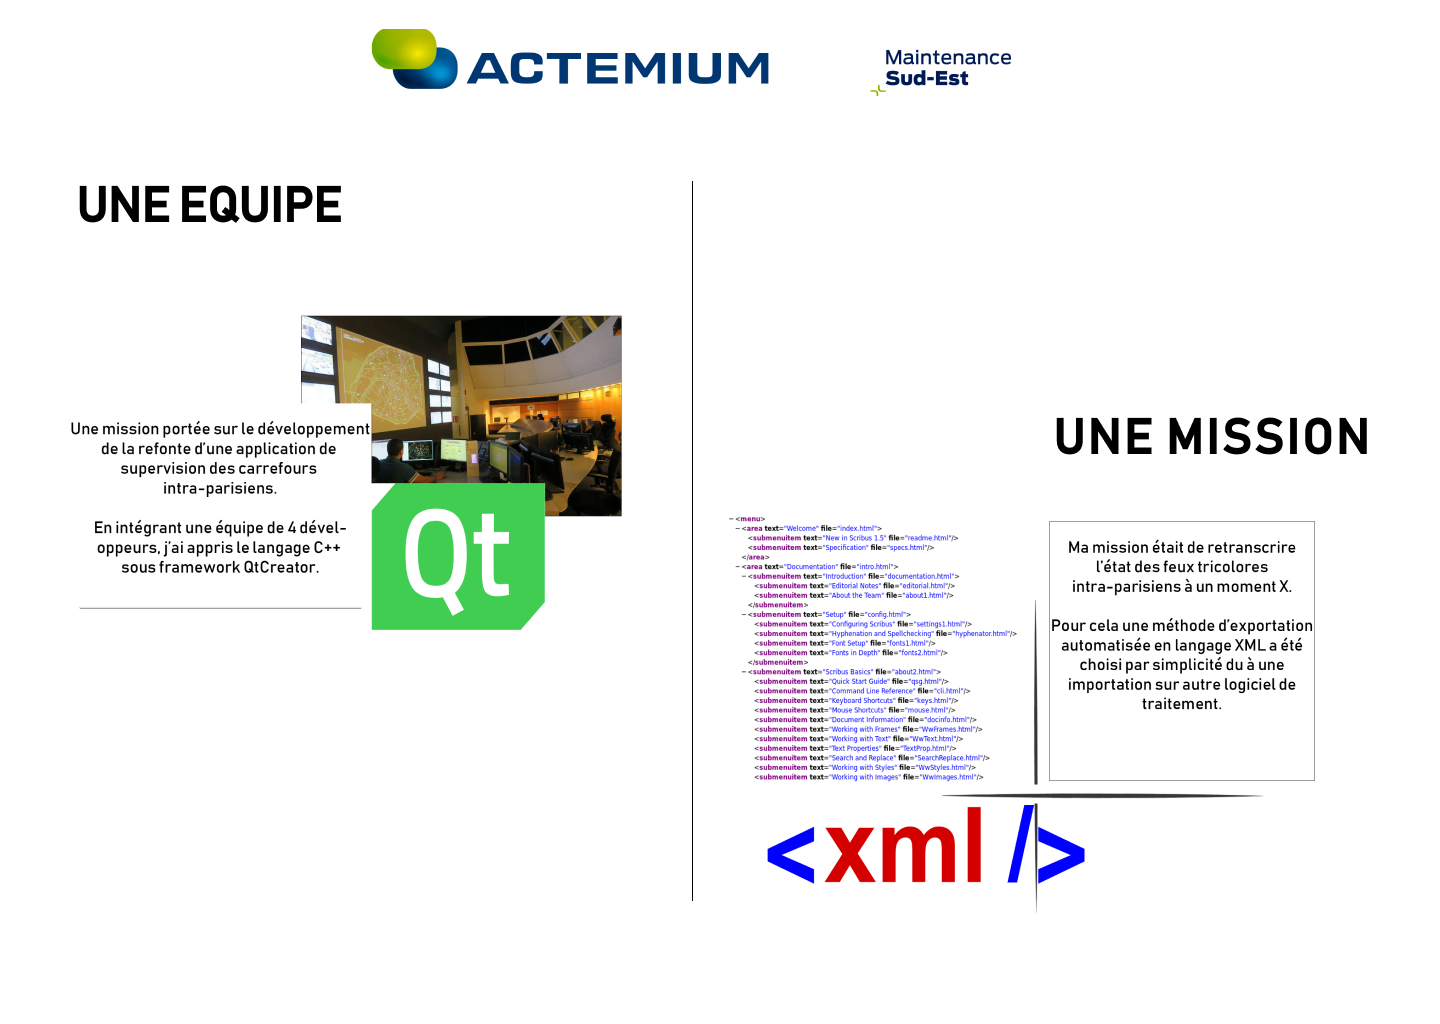 ACTEMIUM
Maintenance
Sud-Est
UNE EQUIPE
Une mission portée sur le développement
de la refonte d'une application de
supervision des carrefours
intra-parisiens.
En intégrant une équipe de 4 dével-
oppeurs, j'ai appris le langage C++
sous framework QtCreator.
Qt
UNE MISSION
− <menu>
− <area text="Welcome" file="index.html">
<submenuitem text="New in Scribus 1.5" file="readme.html"/>
<submenuitem text="Specification" file="specs.html"/>
</area>
− <area text="Documentation" file="intro.html">
− <submenuitem text="Introduction" file="documentation.html">
<submenuitem text="Editorial Notes" file="editorial.html"/>
<submenuitem text="About the Team" file="about1.html"/>
</submenuitem>
− <submenuitem text="Setup" file="config.html">
<submenuitem text="Configuring Scribus" file="settings1.html"/>
<submenuitem text="Hyphenation and Spellchecking" file="hyphenator.html"/>
<submenuitem text="Font Setup" file="fonts1.html"/>
<submenuitem text="Fonts in Depth" file="fonts2.html"/>
</submenuitem>
− <submenuitem text="Scribus Basics" file="about2.html">
<submenuitem text="Quick Start Guide" file="qsg.html"/>
<submenuitem text="Command Line Reference" file="cli.html"/>
<submenuitem text="Keyboard Shortcuts" file="keys.html"/>
<submenuitem text="Mouse Shortcuts" file="mouse.html"/>
<submenuitem text="Document Information" file="docinfo.html"/>
<submenuitem text="Working with Frames" file="WwFrames.html"/>
<submenuitem text="Working with Text" file="WwText.html"/>
<submenuitem text="Text Properties" file="TextProp.html"/>
<submenuitem text="Search and Replace" file="SearchReplace.html"/>
<submenuitem text="Working with Styles" file="WwStyles.html"/>
<submenuitem text="Working with Images" file="WwImages.html"/>
Ma mission était de retranscrire
l'état des feux tricolores
intra-parisiens à un moment X.
Pour cela une méthode d'exportation
automatisée en langage XML a été
choisi par simplicité du à une
importation sur autre logiciel de
traitement.
<xml />